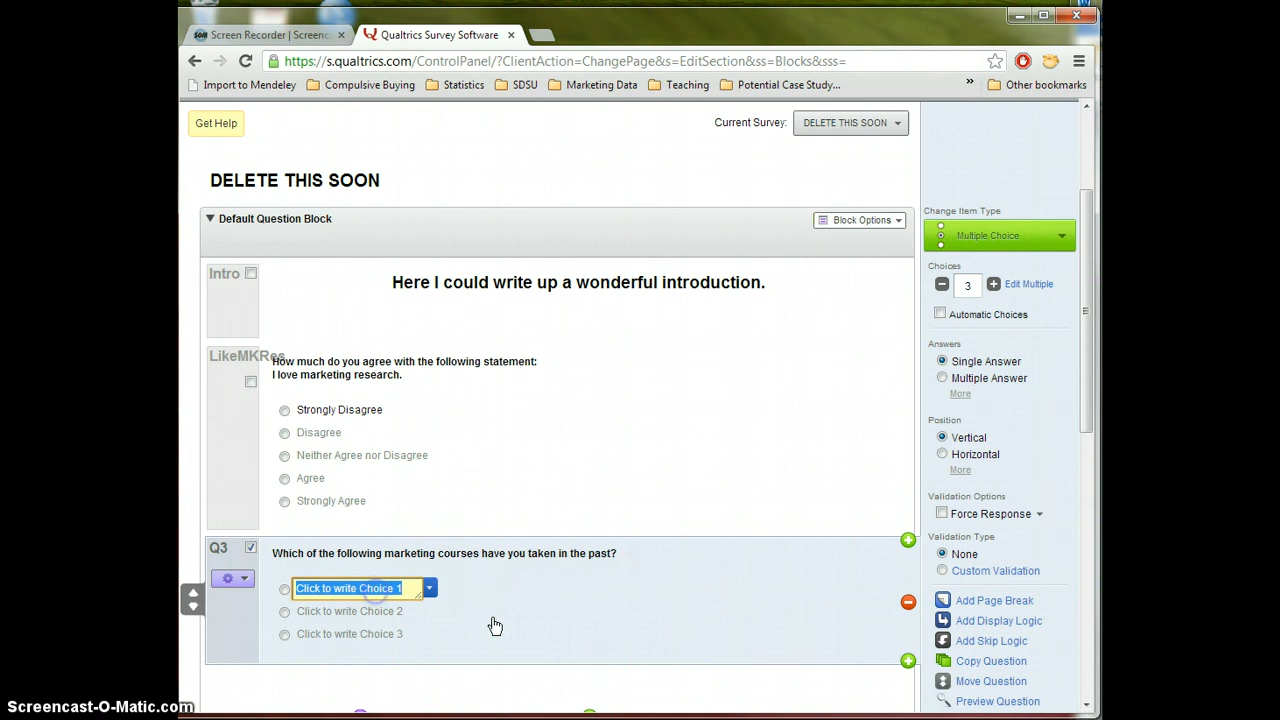 Screen Recorder | Screenc
Qualtrics Survey Software
https://s.qualtrics.com/ControlPanel/?ClientAction=ChangePage&s=EditSection&ss=Blocks&sss=
Import to Mendeley
Compulsive Buying
Statistics
SDSU
Marketing Data
Teaching
Potential Case Study...
»
Other bookmarks
Get Help
Current Survey:
DELETE THIS SOON
DELETE THIS SOON
Default Question Block
Block Options
Intro
Here I could write up a wonderful introduction.
LikeMKRes
How much do you agree with the following statement:
I love marketing research.
Strongly Disagree
Disagree
Neither Agree nor Disagree
Agree
Strongly Agree
Q3
Which of the following marketing courses have you taken in the past?
Click to write Choice 1
Click to write Choice 2
Click to write Choice 3
Change Item Type
Multiple Choice
Choices
3
Edit Multiple
Automatic Choices
Answers
Single Answer
Multiple Answer
More
Position
Vertical
Horizontal
More
Validation Options
Force Response
Validation Type
None
Custom Validation
Add Page Break
Add Display Logic
Add Skip Logic
Copy Question
Move Question
Preview Question
Screencast-O-Matic.com